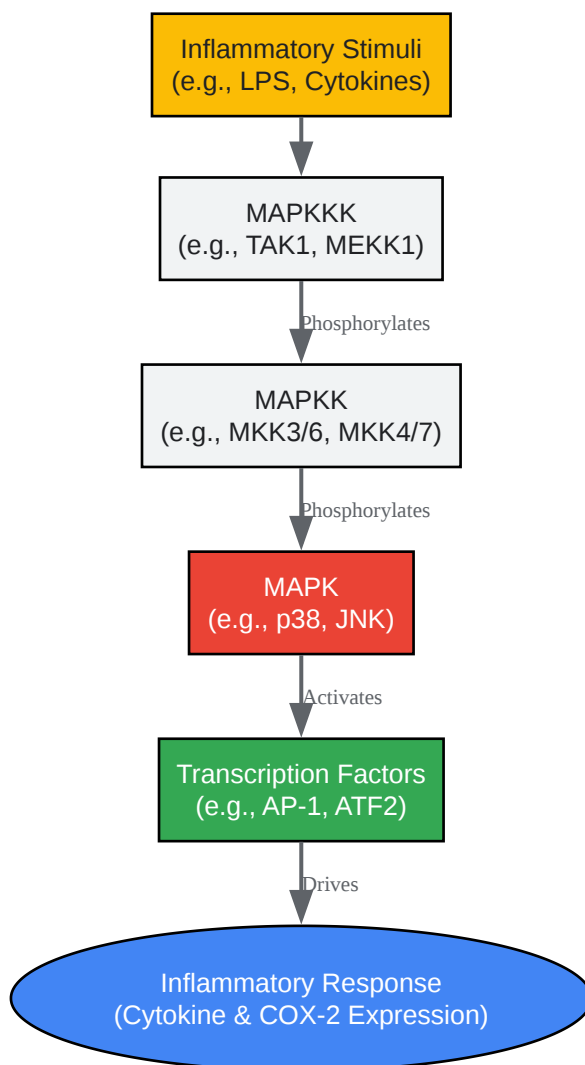 Inflammatory Stimuli
(e.g., LPS, Cytokines)
MAPKKK
(e.g., TAK1, MEKK1)
Phosphorylates
MAPKK
(e.g., MKK3/6, MKK4/7)
Phosphorylates
MAPK
(e.g., p38, JNK)
Activates
Transcription Factors
(e.g., AP-1, ATF2)
Drives
Inflammatory Response
(Cytokine & COX-2 Expression)